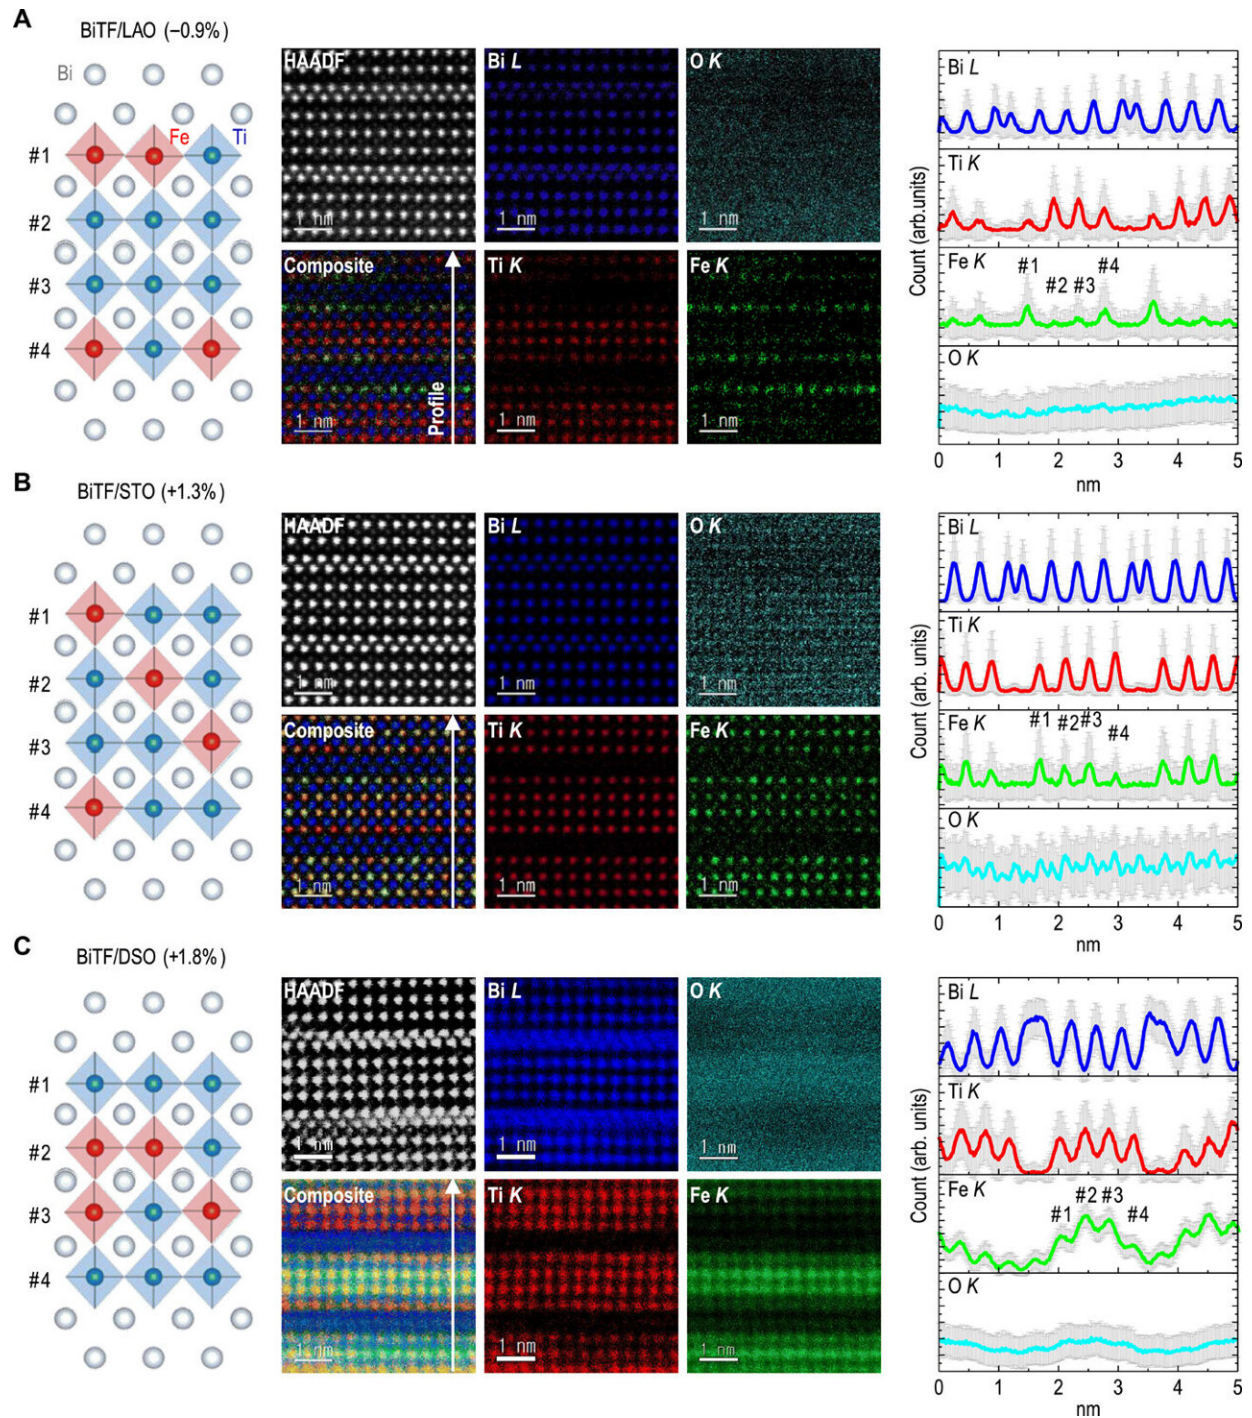 A
BiTF/LAO (–0.9%)
Bi
Fe
Ti
#1
#2
#3
#4
HAADF
1 nm
Bi L
1 nm
O K
1 nm
Composite
Profile
1 nm
Ti K
1 nm
Fe K
1 nm
Count (arb.units)
Bi L
Ti K
Fe K
#1
#2 #3
#4
O K
0 1 2 3 4 5
nm
B
BiTF/STO (+1.3%)
#1
#2
#3
#4
HAADF
1 nm
Bi L
1 nm
O K
1 nm
Composite
1 nm
Ti K
1 nm
Fe K
1 nm
Count (arb. units)
Bi L
Ti K
Fe K
#1 #2 #3
#4
O K
0 1 2 3 4 5
nm
C
BiTF/DSO (+1.8%)
#1
#2
#3
#4
HAADF
1 nm
Bi L
1 nm
O K
1 nm
Composite
1 nm
Ti K
1 nm
Fe K
1 nm
Count (arb. units)
Bi L
Ti K
Fe K
#2 #3
#1 #4
O K
0 1 2 3 4 5
nm